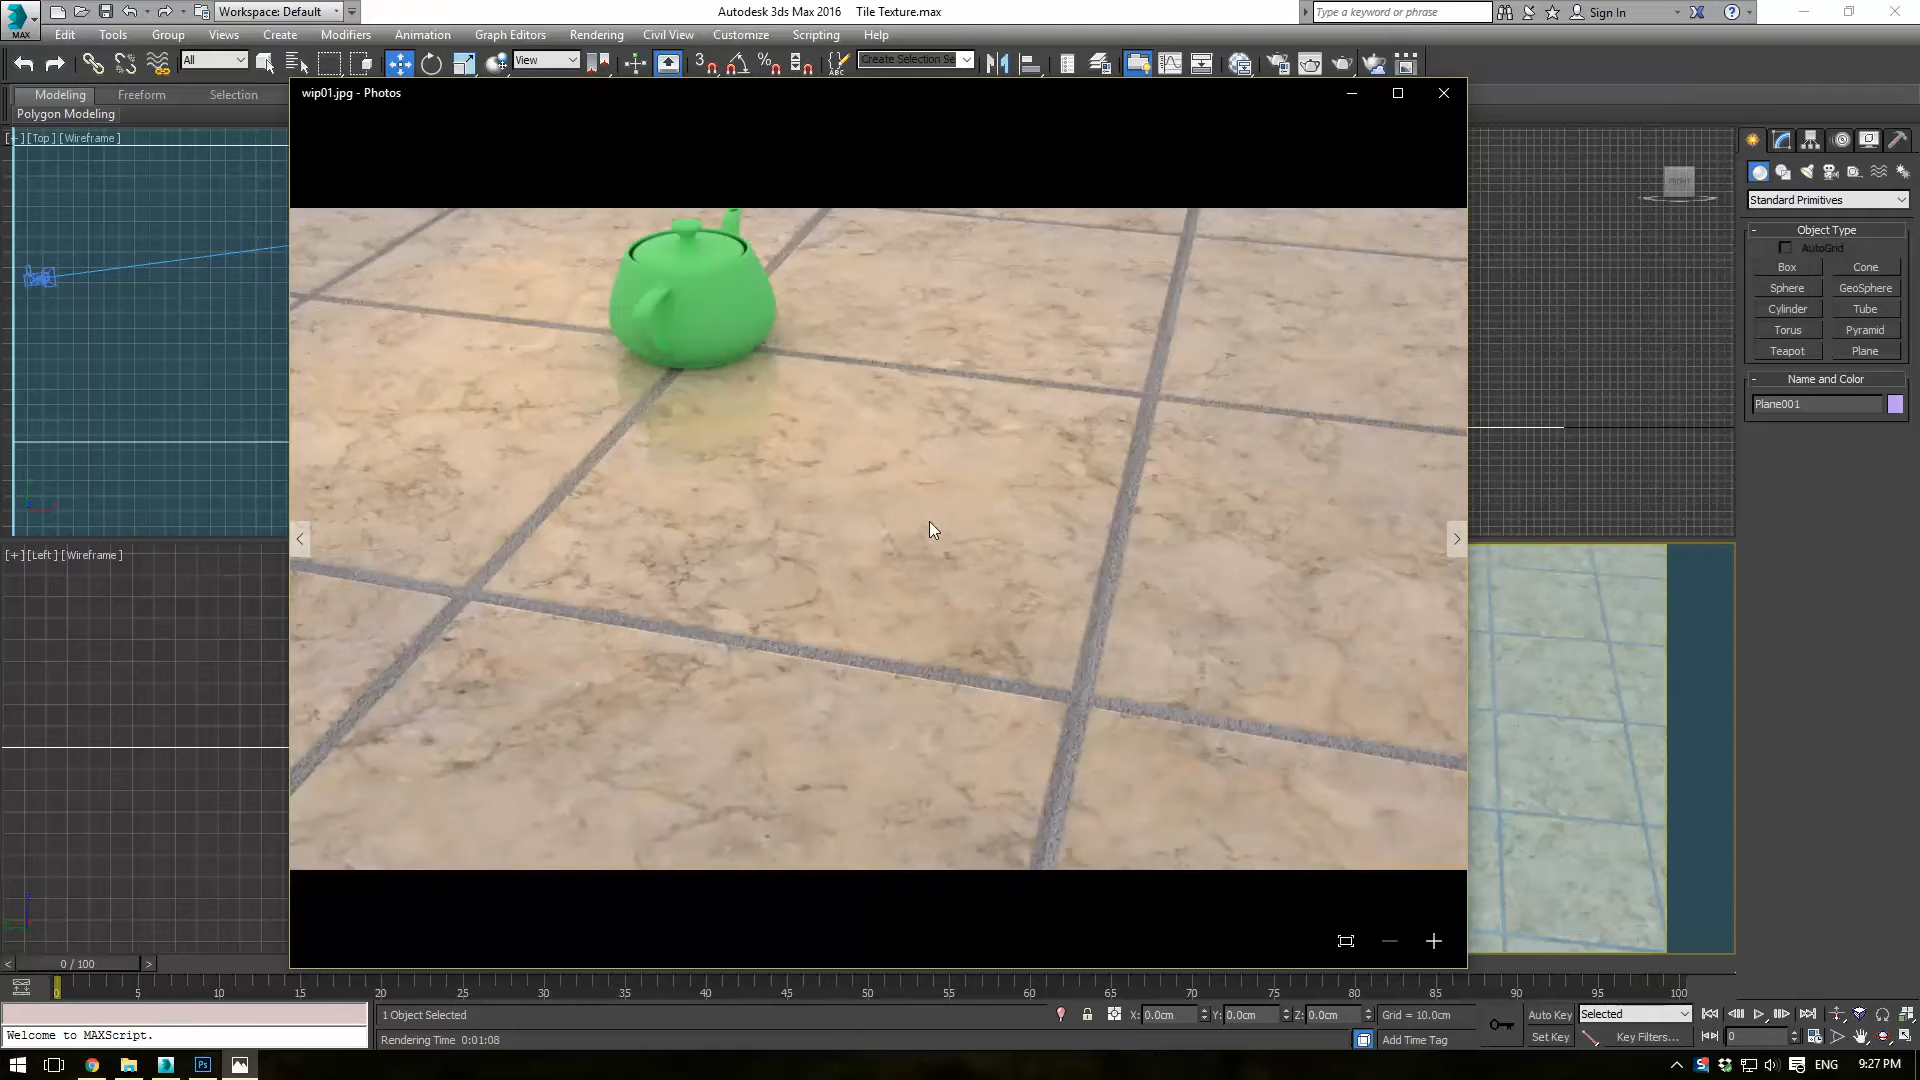 Workspace: Default
Autodesk 3ds Max 2016 Tile Texture.max
Type a keyword or phrase
Sign In
MAX
Edit Tools Group Views Create Modifiers Animation Graph Editors Rendering Civil View Customize Scripting Help
All
View
3
Create Selection Se
Modeling Freeform Selection
Polygon Modeling
wip01.jpg - Photos
[+] [Top] [Wireframe]
FRONT
Standard Primitives
Object Type
AutoGrid
Box Cone
Sphere GeoSphere
Cylinder Tube
Torus Pyramid
Teapot Plane
Name and Color
Plane001
[+] [Left] [Wireframe]
0 / 100
0 5 10 15 20 25 30 35 40 45 50 55 60 65 70 75 80 85 90 95 100
1 Object Selected
X: 0.0cm Y: 0.0cm Z: 0.0cm Grid = 10.0cm
Auto Key Selected
0
Welcome to MAXScript.
Rendering Time 0:01:08
Add Time Tag
Set Key Key Filters...
Ps
ENG 9:27 PM